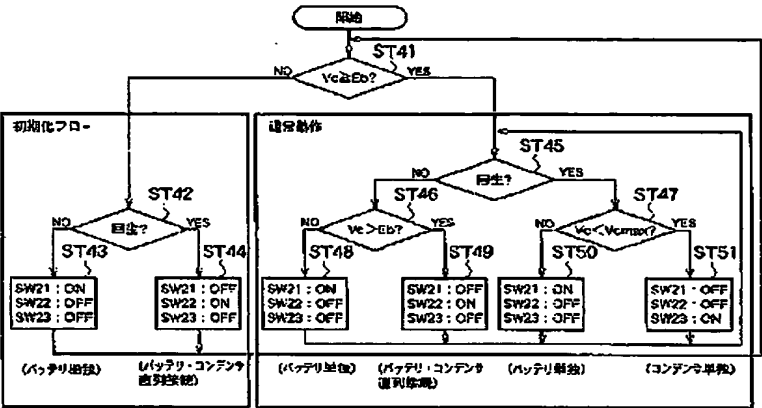 開始
ST41
Vc≧Eb?
NO
YES
初期化フロー
通常動作
ST42
回生?
NO
YES
ST43
SW21：ON
SW22：OFF
SW23：OFF
ST44
SW21：OFF
SW22：ON
SW23：OFF
(バッテリ単独)
(バッテリ・コンデンサ
直列接続)
ST45
回生?
NO
YES
ST46
Vc>Eb?
NO
YES
ST47
Vc<Vcmax?
NO
YES
ST48
SW21：ON
SW22：OFF
SW23：OFF
ST49
SW21：OFF
SW22：ON
SW23：OFF
ST50
SW21：ON
SW22：OFF
SW23：OFF
ST51
SW21：OFF
SW22：OFF
SW23：ON
(バッテリ単独)
(バッテリ・コンデンサ
直列接続)
(バッテリ単独)
(コンデンサ単独)